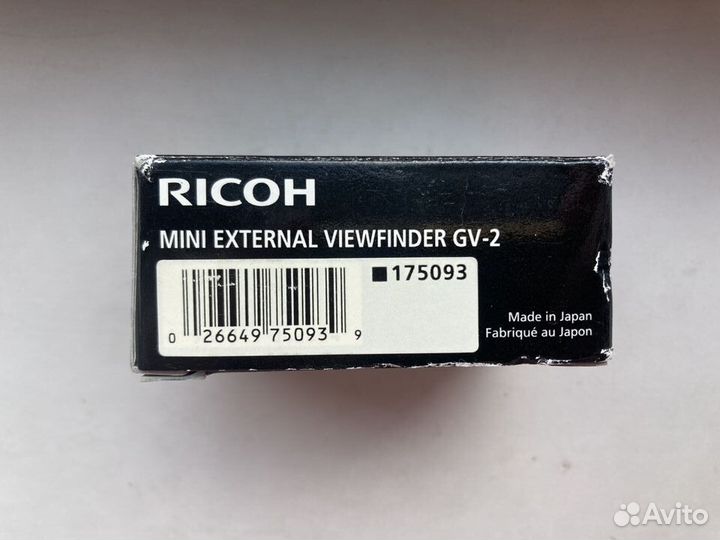 RICOH
MINI EXTERNAL VIEWFINDER GV-2
■175093
0 26649 75093 9
Made in Japan
Fabriqué au Japon
Avito